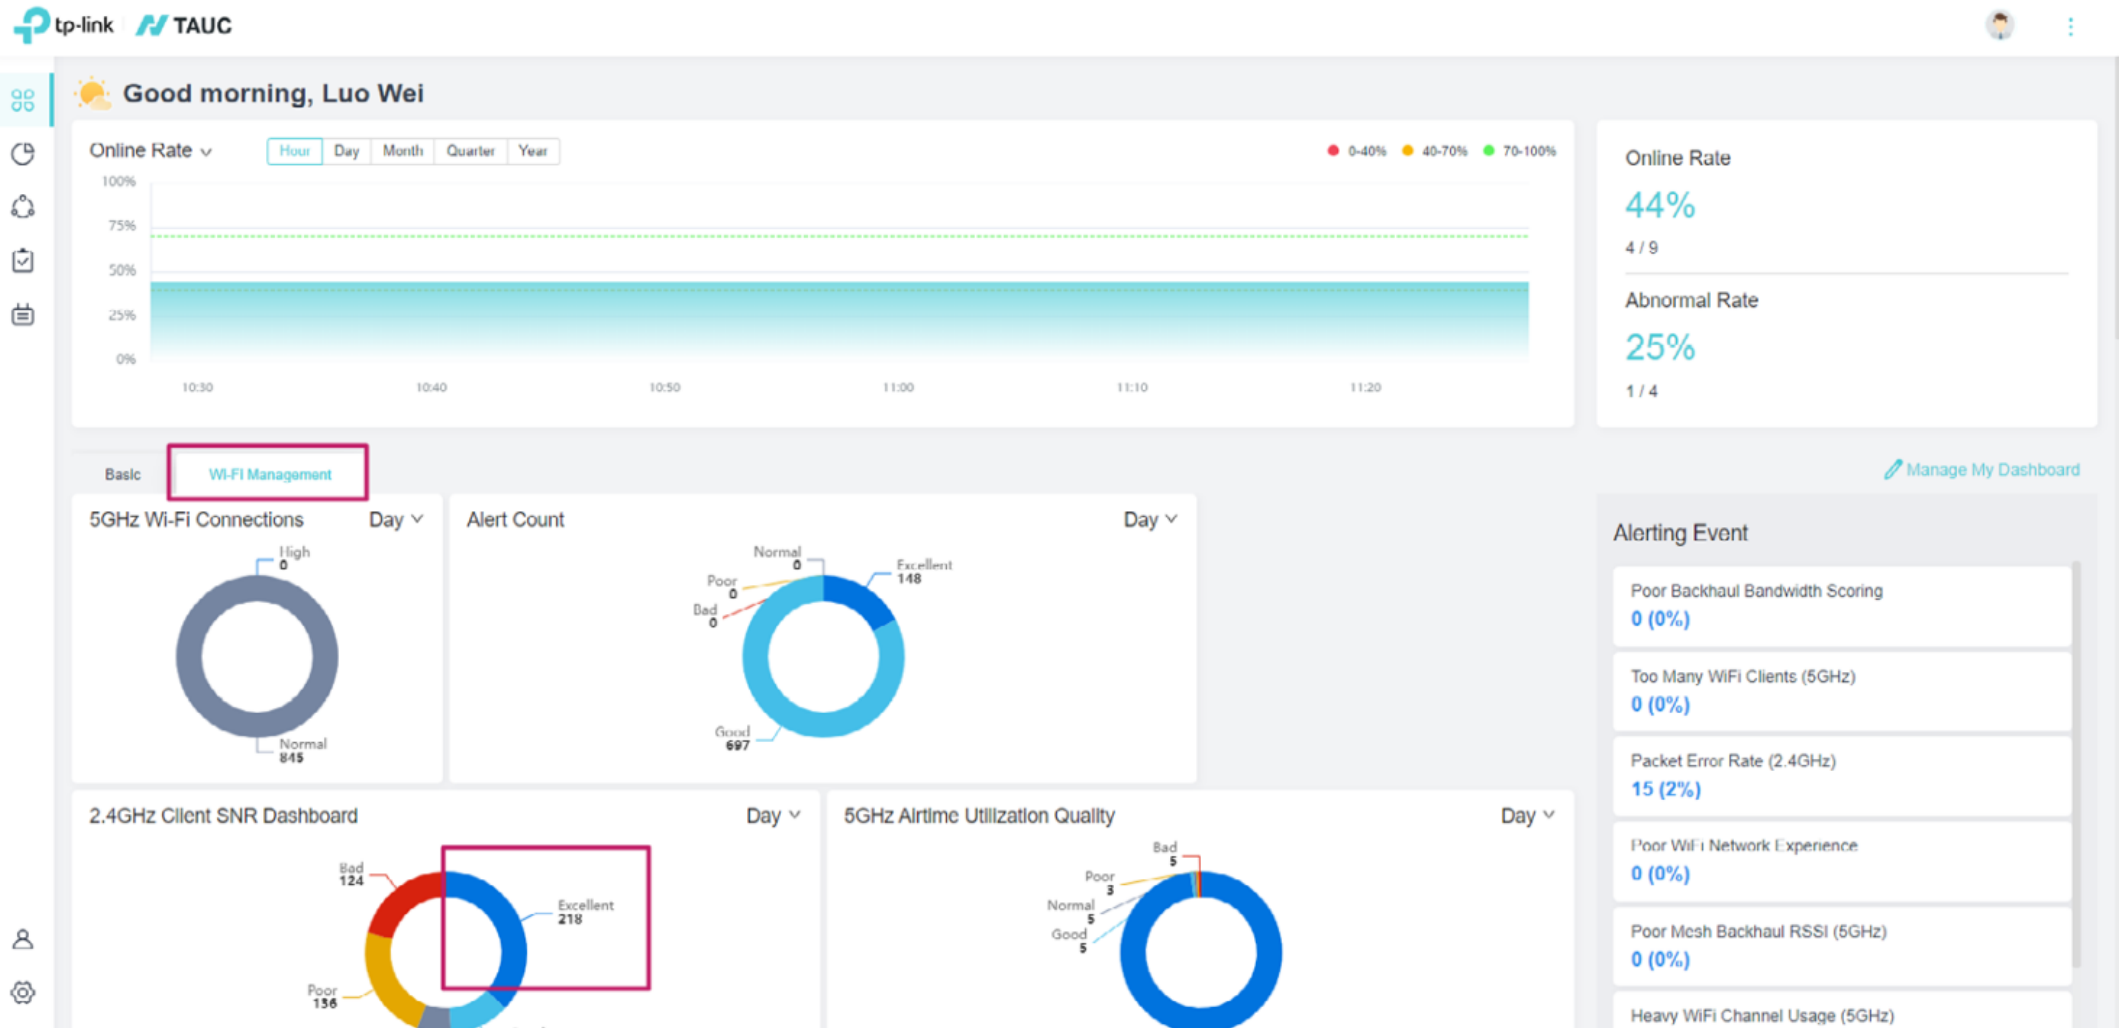 tp-link TAUC
Good morning, Luo Wei
Online Rate
Hour Day Month Quarter Year
0-40% 40-70% 70-100%
100%
75%
50%
25%
0%
10:30 10:40 10:50 11:00 11:10 11:20
Online Rate
44%
4 / 9
Abnormal Rate
25%
1 / 4
Basic
Wi-Fi Management
Manage My Dashboard
5GHz Wi-Fi Connections
Day
High
0
Normal
845
Alert Count
Day
Normal
0
Excellent
148
Poor
0
Bad
0
Good
697
2.4GHz Client SNR Dashboard
Day
Bad
124
Excellent
218
Poor
136
5GHz Airtime Utilization Quality
Day
Bad
5
Poor
3
Normal
5
Good
5
Alerting Event
Poor Backhaul Bandwidth Scoring
0 (0%)
Too Many WiFi Clients (5GHz)
0 (0%)
Packet Error Rate (2.4GHz)
15 (2%)
Poor WiFi Network Experience
0 (0%)
Poor Mesh Backhaul RSSI (5GHz)
0 (0%)
Heavy WiFi Channel Usage (5GHz)